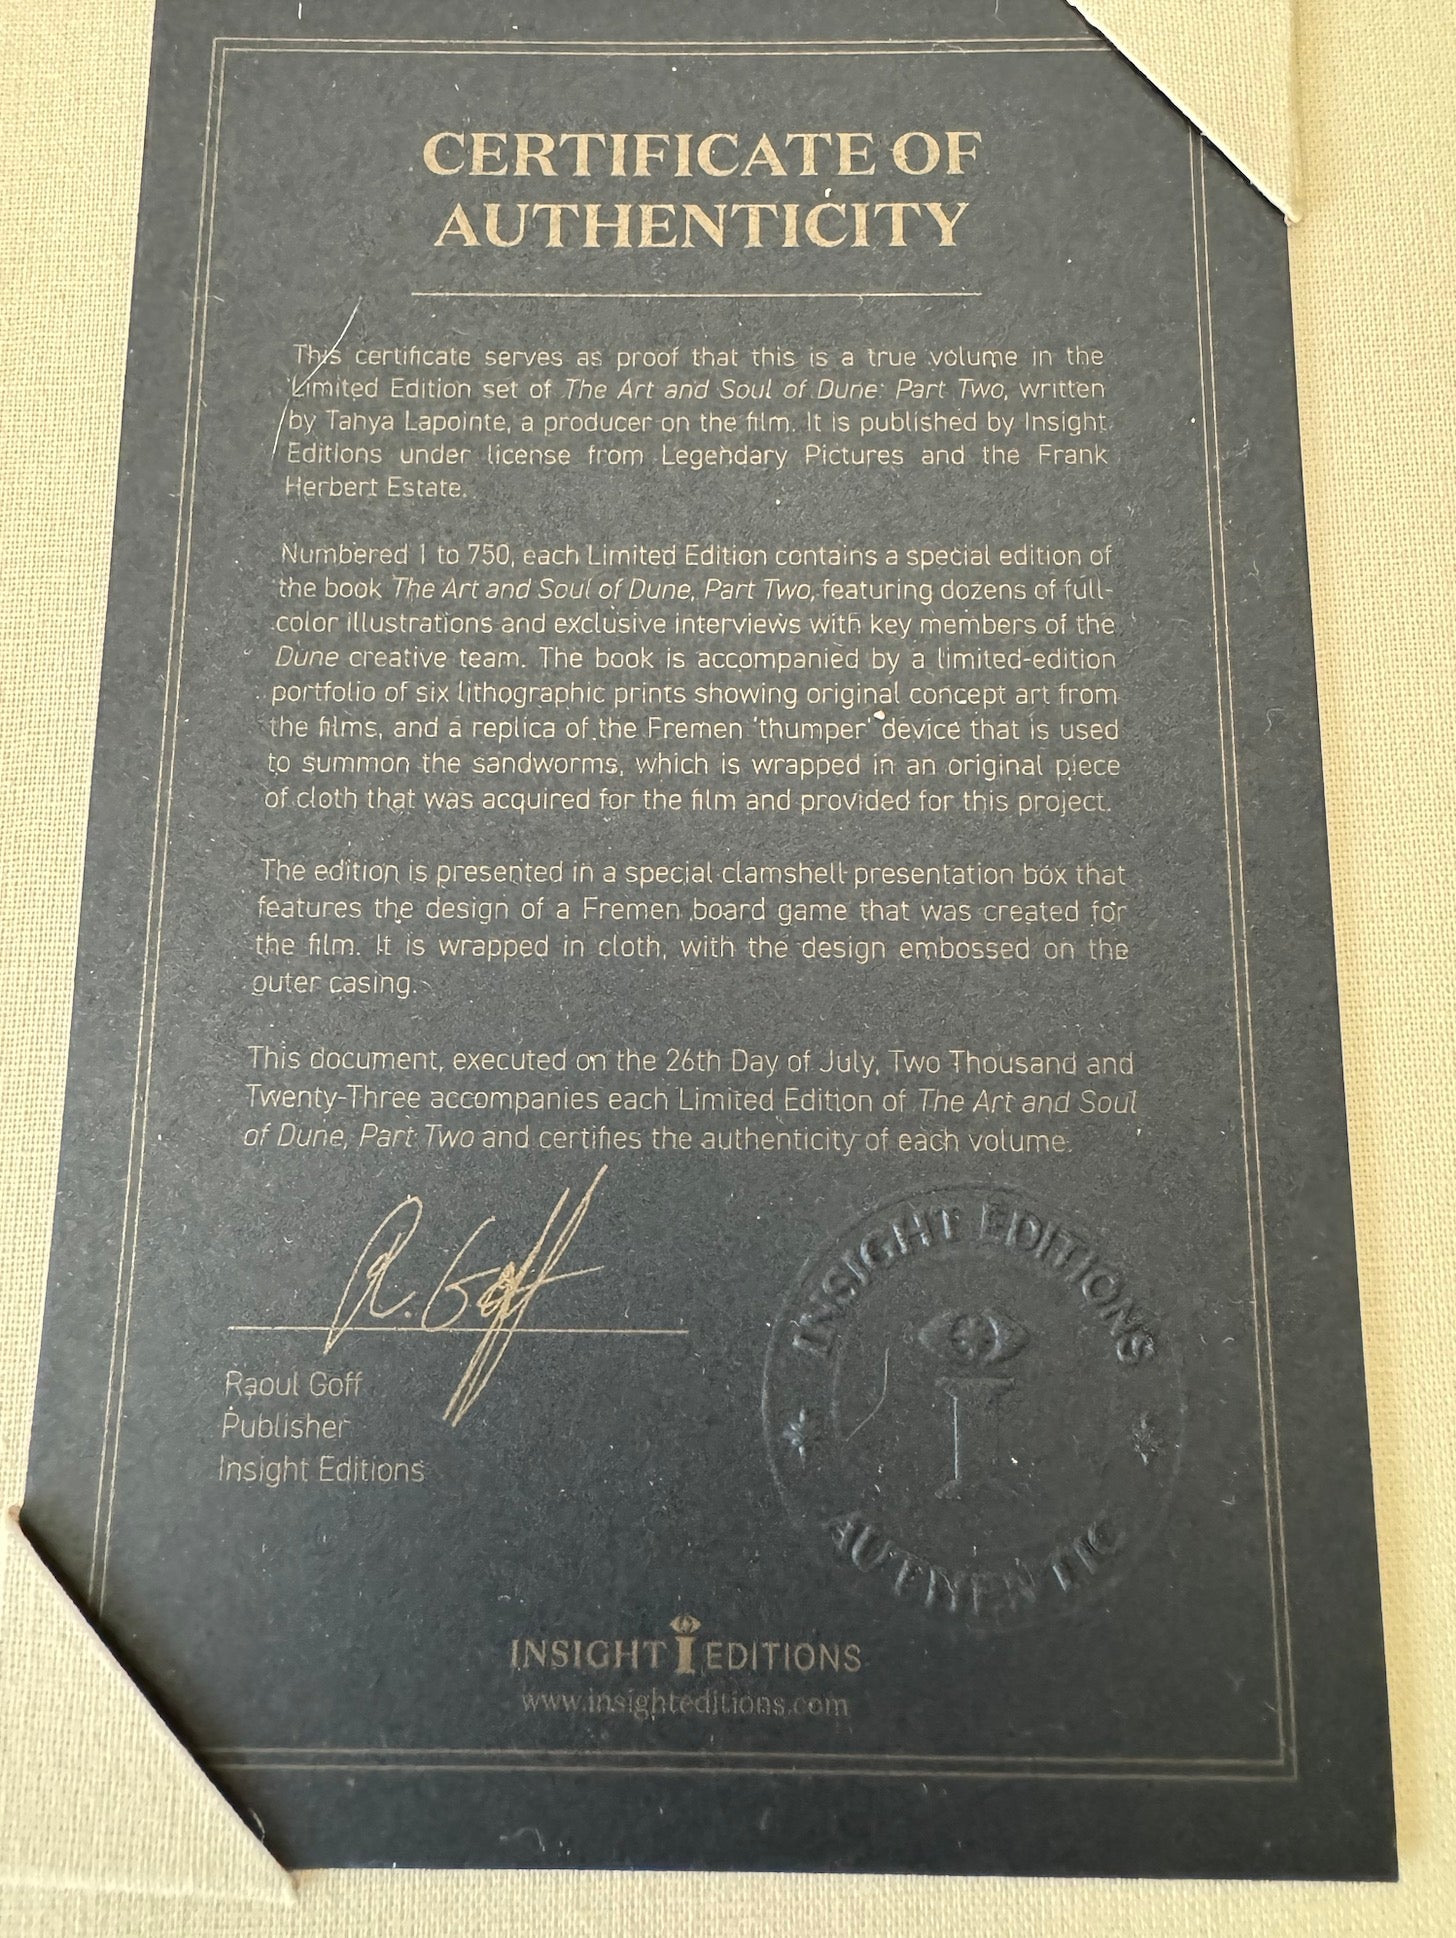 CERTIFICATE OF
AUTHENTICITY
This certificate serves as proof that this is a true volume in the
Limited Edition set of The Art and Soul of Dune: Part Two, written
by Tanya Lapointe, a producer on the film. It is published by Insight
Editions under license from Legendary Pictures and the Frank
Herbert Estate.
Numbered 1 to 750, each Limited Edition contains a special edition of
the book The Art and Soul of Dune, Part Two, featuring dozens of full-
color illustrations and exclusive interviews with key members of the
Dune creative team. The book is accompanied by a limited-edition
portfolio of six lithographic prints showing original concept art from
the films, and a replica of the Fremen 'thumper' device that is used
to summon the sandworms, which is wrapped in an original piece
of cloth that was acquired for the film and provided for this project.
The edition is presented in a special clamshell presentation box that
features the design of a Fremen board game that was created for
the film. It is wrapped in cloth, with the design embossed on the
outer casing.
This document, executed on the 26th Day of July, Two Thousand and
Twenty-Three accompanies each Limited Edition of The Art and Soul
of Dune, Part Two and certifies the authenticity of each volume.
R. Goff
Raoul Goff
Publisher
Insight Editions
INSIGHT EDITIONS
AUTHENTIC
INSIGHT EDITIONS
www.insighteditions.com